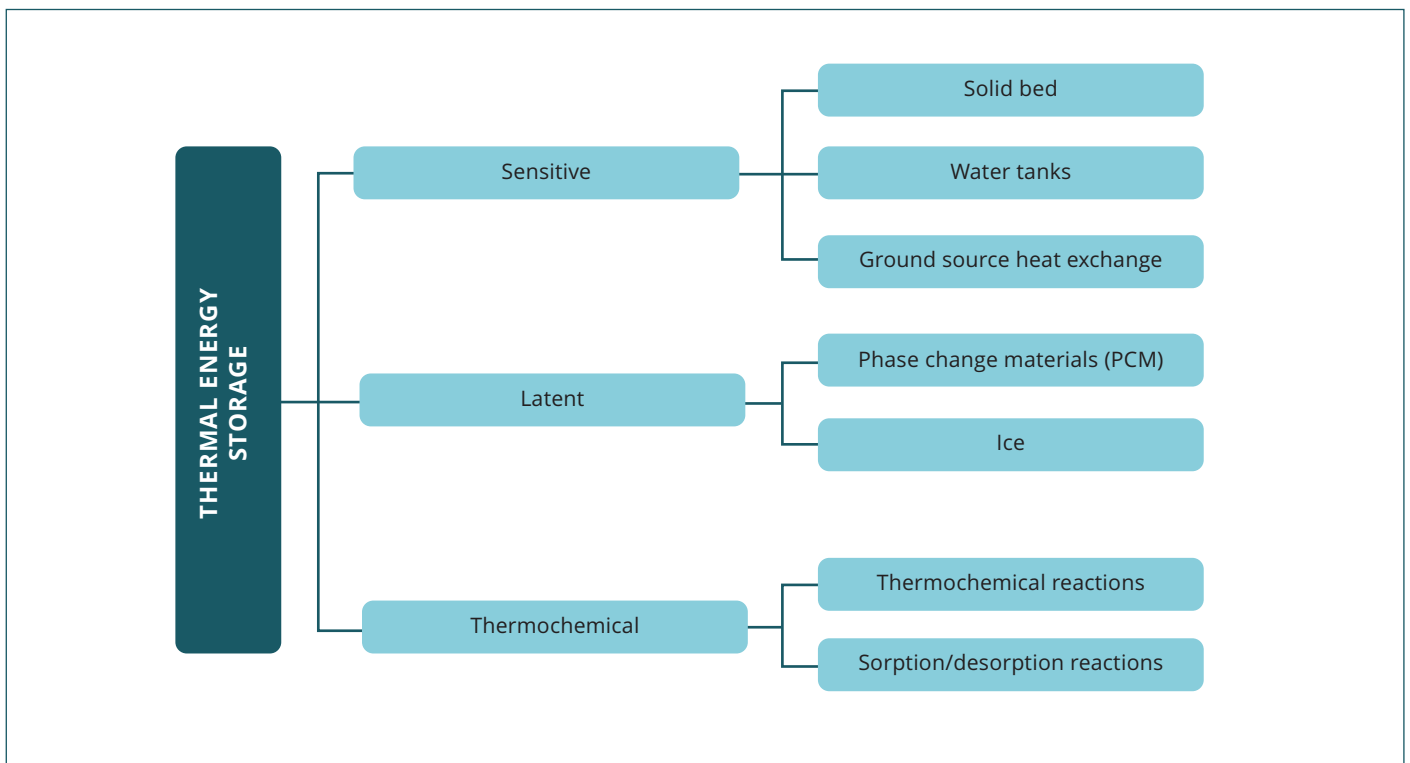 THERMAL ENERGY
STORAGE
Sensitive
Solid bed
Water tanks
Ground source heat exchange
Latent
Phase change materials (PCM)
Ice
Thermochemical
Thermochemical reactions
Sorption/desorption reactions